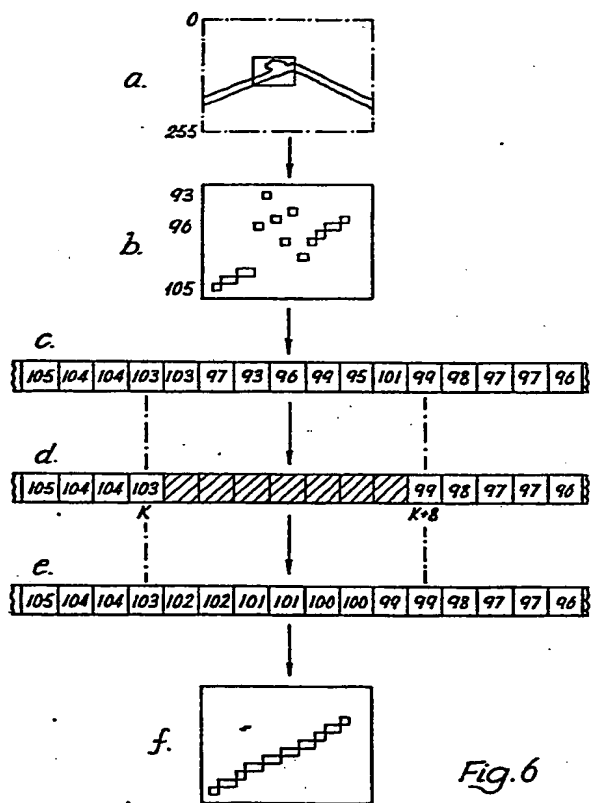 0
a.
255
93
96
b.
105
c.
105 104 104 103 103 97 93 96 99 95 101 99 98 97 97 96
d.
105 104 104 103 99 98 97 97 96
K K+8
e.
105 104 104 103 102 102 101 101 100 100 99 99 98 97 97 96
f.
Fig. 6